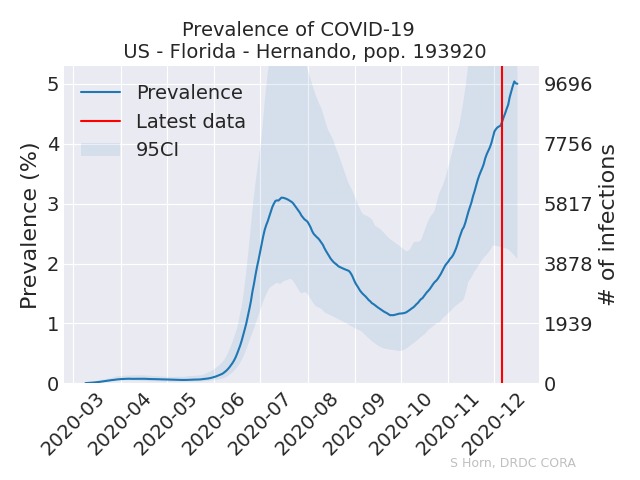 Prevalence of COVID-19
US - Florida - Hernando, pop. 193920
Prevalence
Latest data
95CI
Prevalence (%)
5
4
3
2
1
0
9696
7756
5817
3878
1939
0
# of infections
2020-03
2020-04
2020-05
2020-06
2020-07
2020-08
2020-09
2020-10
2020-11
2020-12
S Horn, DRDC CORA